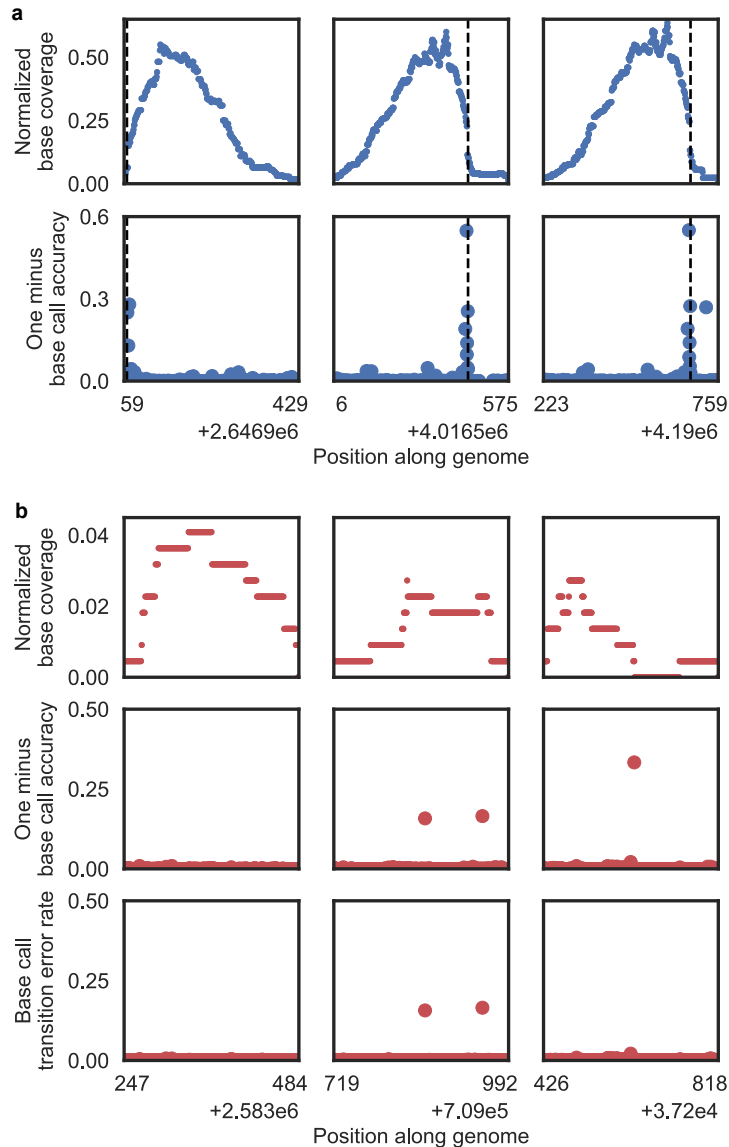 a
Normalized
base coverage
0.50
0.25
0.00
One minus
base call accuracy
0.6
0.3
0.0
59 429 6 575 223 759
+2.6469e6 +4.0165e6 +4.19e6
Position along genome
b
Normalized
base coverage
0.04
0.02
0.00
One minus
base call accuracy
0.50
0.25
0.00
Base call
transition error rate
0.50
0.25
0.00
247 484 719 992 426 818
+2.583e6 +7.09e5 +3.72e4
Position along genome